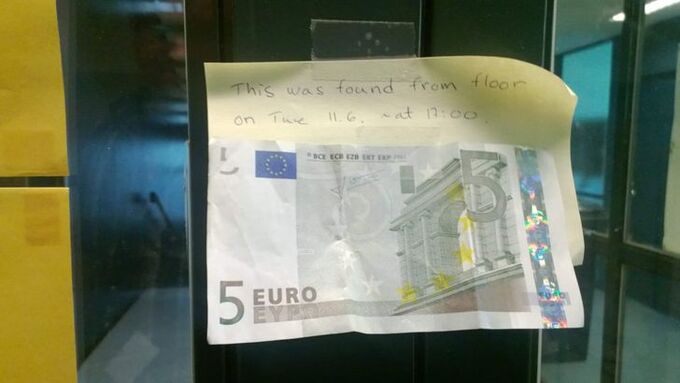 This was found from floor
on Tue 11.6. ~at 17:00.
BCE ECB EZB EKT EKP 2002
5
5 EURO
ΕΥΡΩ